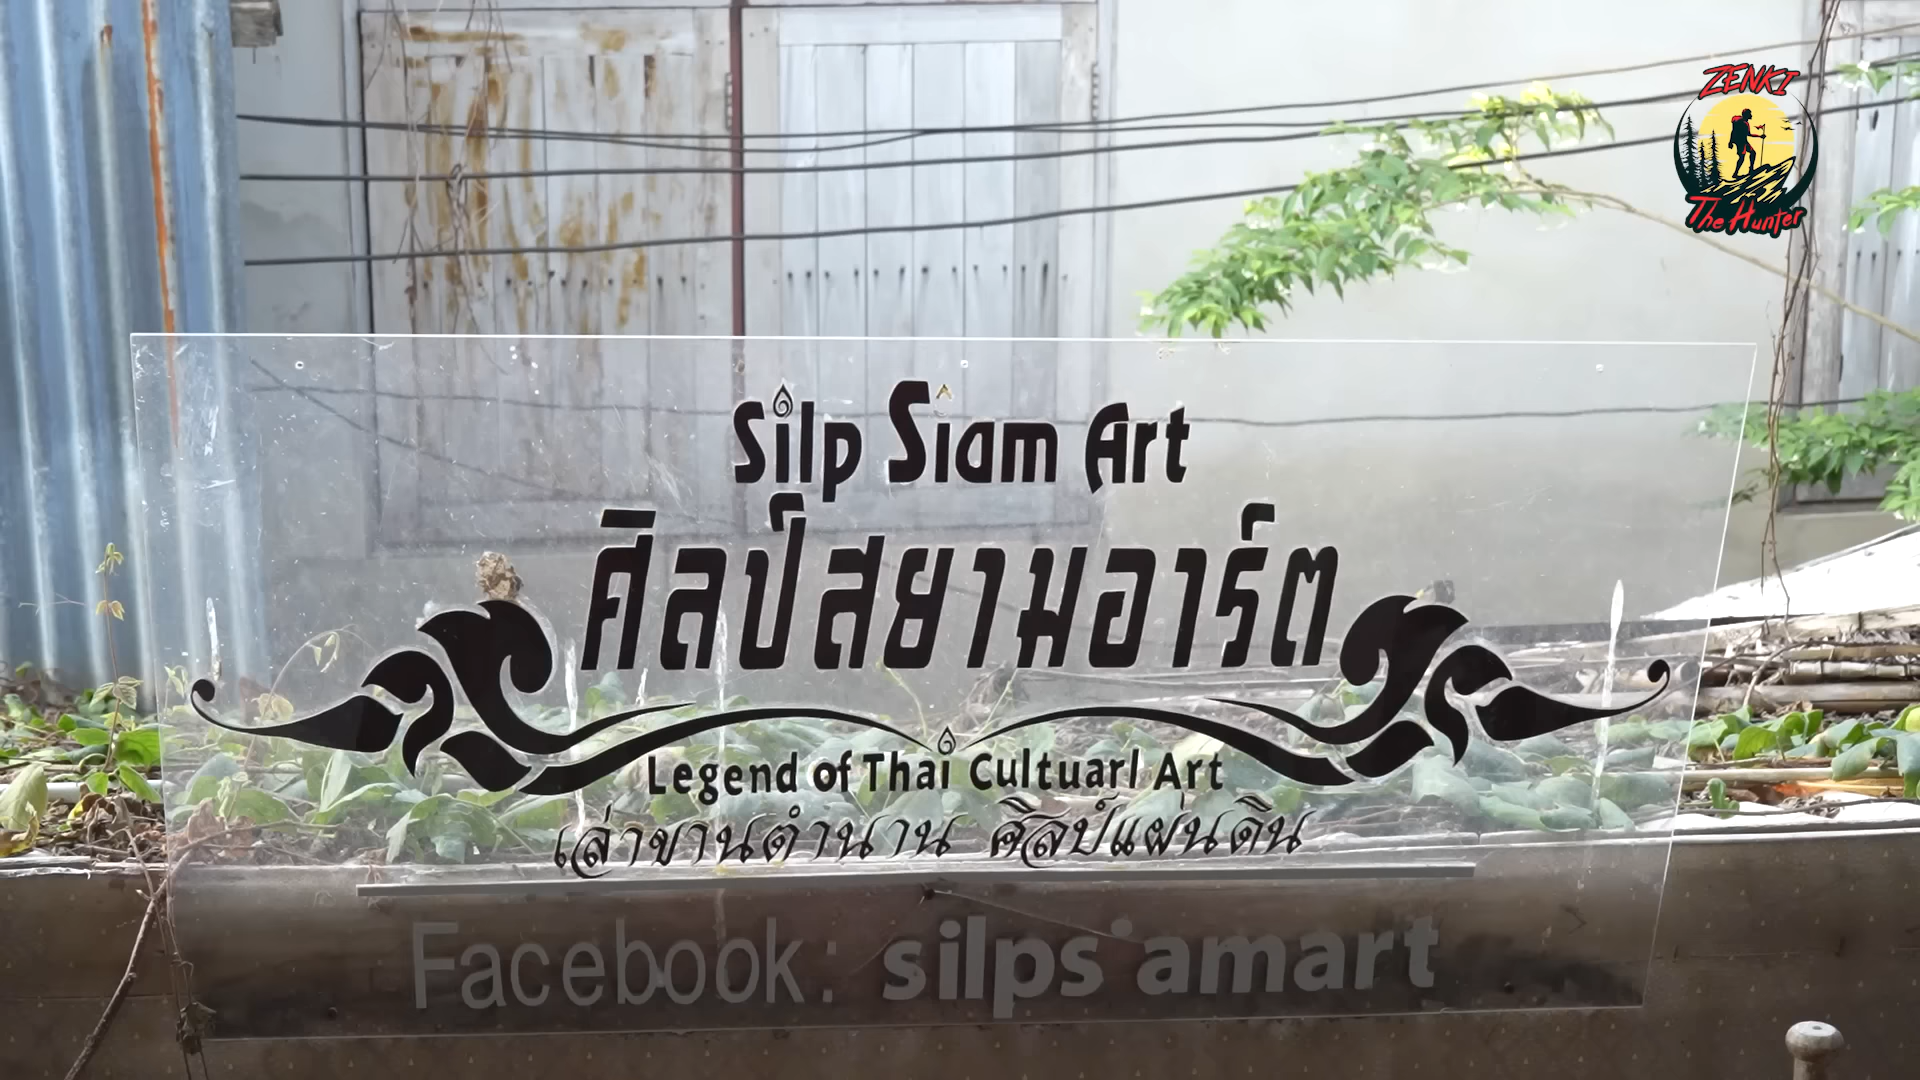 ZENKI
The Hunter
Silp Siam Art
ศิลป์สยามอาร์ต
Legend of Thai Cultuarl Art
เล่าขานตำนาน ศิลป์แผ่นดิน
Facebook: silpsiamart